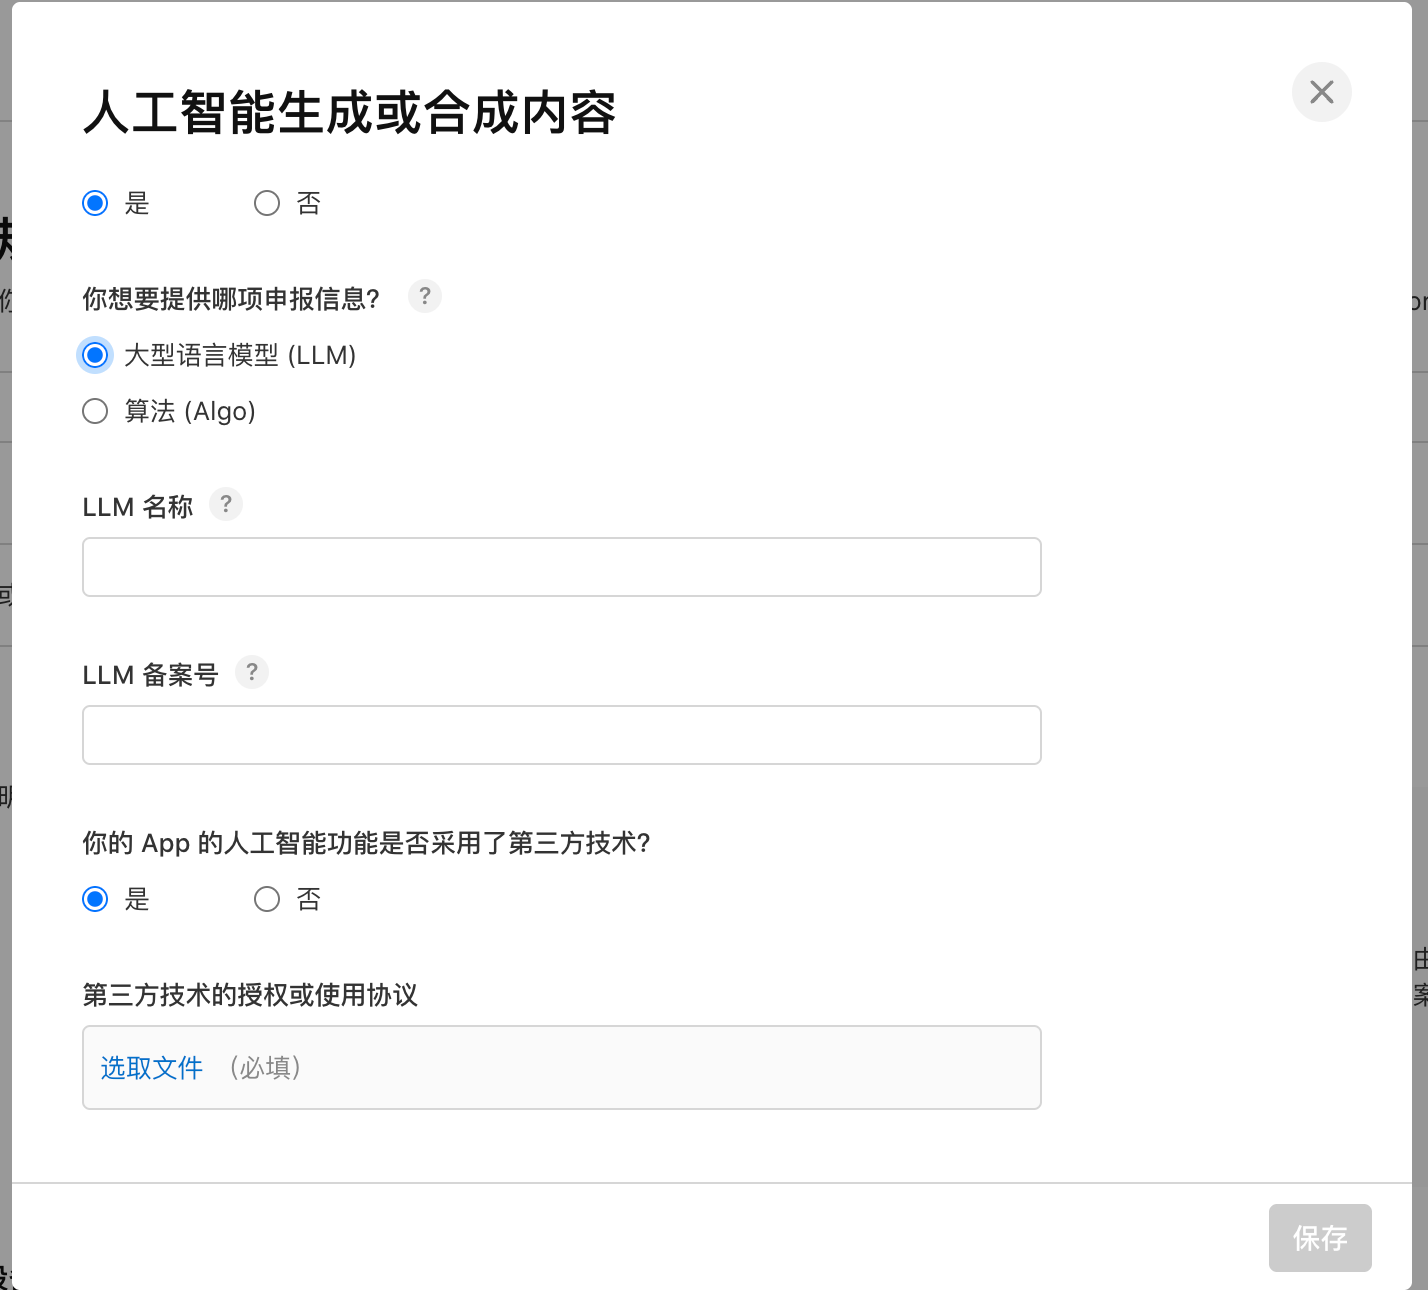 人工智能生成或合成内容
是 否
你想要提供哪项申报信息? ?
大型语言模型 (LLM)
算法 (Algo)
LLM 名称 ?
LLM 备案号 ?
你的 App 的人工智能功能是否采用了第三方技术?
是 否
第三方技术的授权或使用协议
选取文件 （必填）
保存